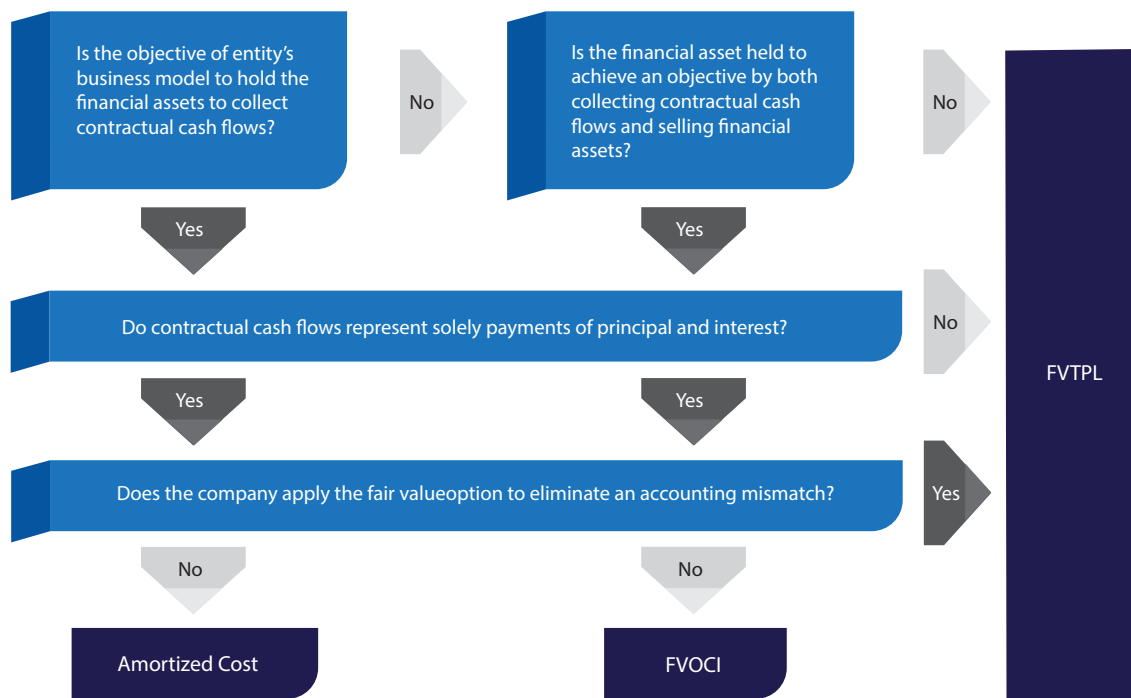 Is the objective of entity’s
business model to hold the
financial assets to collect
contractual cash flows?
No
Is the financial asset held to
achieve an objective by both
collecting contractual cash
flows and selling financial
assets?
No
Yes
Yes
Do contractual cash flows represent solely payments of principal and interest?
No
FVTPL
Yes
Yes
Does the company apply the fair valueoption to eliminate an accounting mismatch?
Yes
No
No
Amortized Cost
FVOCI